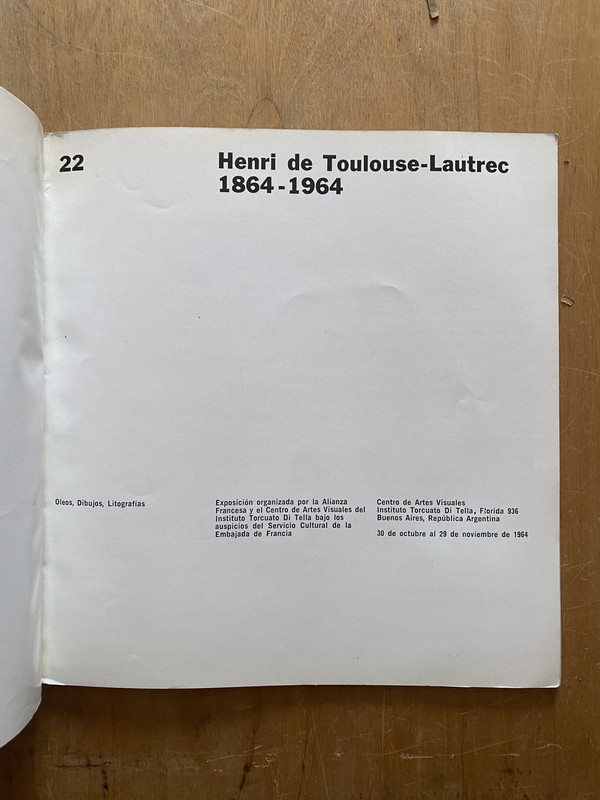 22
Henri de Toulouse-Lautrec
1864-1964
Oleos, Dibujos, Litografías
Exposición organizada por la Alianza
Francesa y el Centro de Artes Visuales del
Instituto Torcuato Di Tella bajo los
auspicios del Servicio Cultural de la
Embajada de Francia
Centro de Artes Visuales
Instituto Torcuato Di Tella, Florida 936
Buenos Aires, República Argentina
30 de octubre al 29 de noviembre de 1964